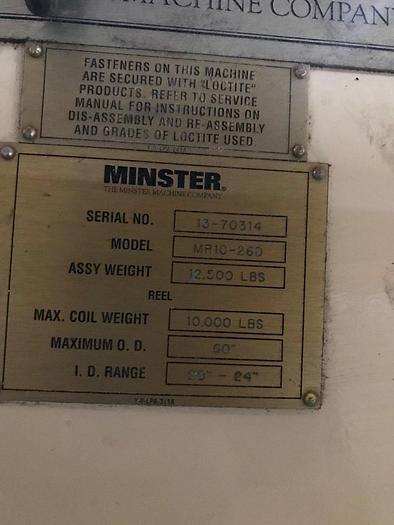 MACHINE COMPANY
FASTENERS ON THIS MACHINE
ARE SECURED WITH "LOCTITE"
PRODUCTS. REFER TO SERVICE
MANUAL FOR INSTRUCTIONS ON
DIS-ASSEMBLY AND RE-ASSEMBLY
AND GRADES OF LOCTITE USED.
MINSTER®
THE MINSTER MACHINE COMPANY
SERIAL NO. 13-70314
MODEL MR10-260
ASSY WEIGHT 12,500 LBS
REEL
MAX. COIL WEIGHT 10,000 LBS
MAXIMUM O. D. 60"
I. D. RANGE - 24"